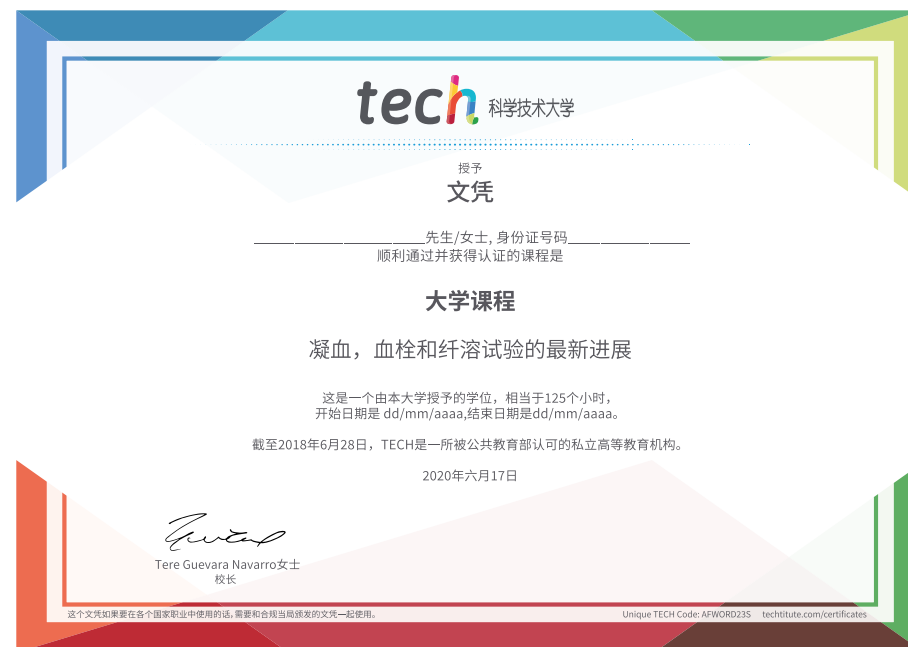 tech 科学技术大学
授予
文凭
先生/女士, 身份证号码
顺利通过并获得认证的课程是
大学课程
凝血，血栓和纤溶试验的最新进展
这是一个由本大学授予的学位，相当于125个小时，
开始日期是 dd/mm/aaaa,结束日期是dd/mm/aaaa。
截至2018年6月28日，TECH是一所被公共教育部认可的私立高等教育机构。
2020年六月17日
Tere Guevara Navarro女士
校长
这个文凭如果要在各个国家职业中使用的话,需要和合规当局颁发的文凭一起使用。
Unique TECH Code: AFWORD23S techtitute.com/certificates